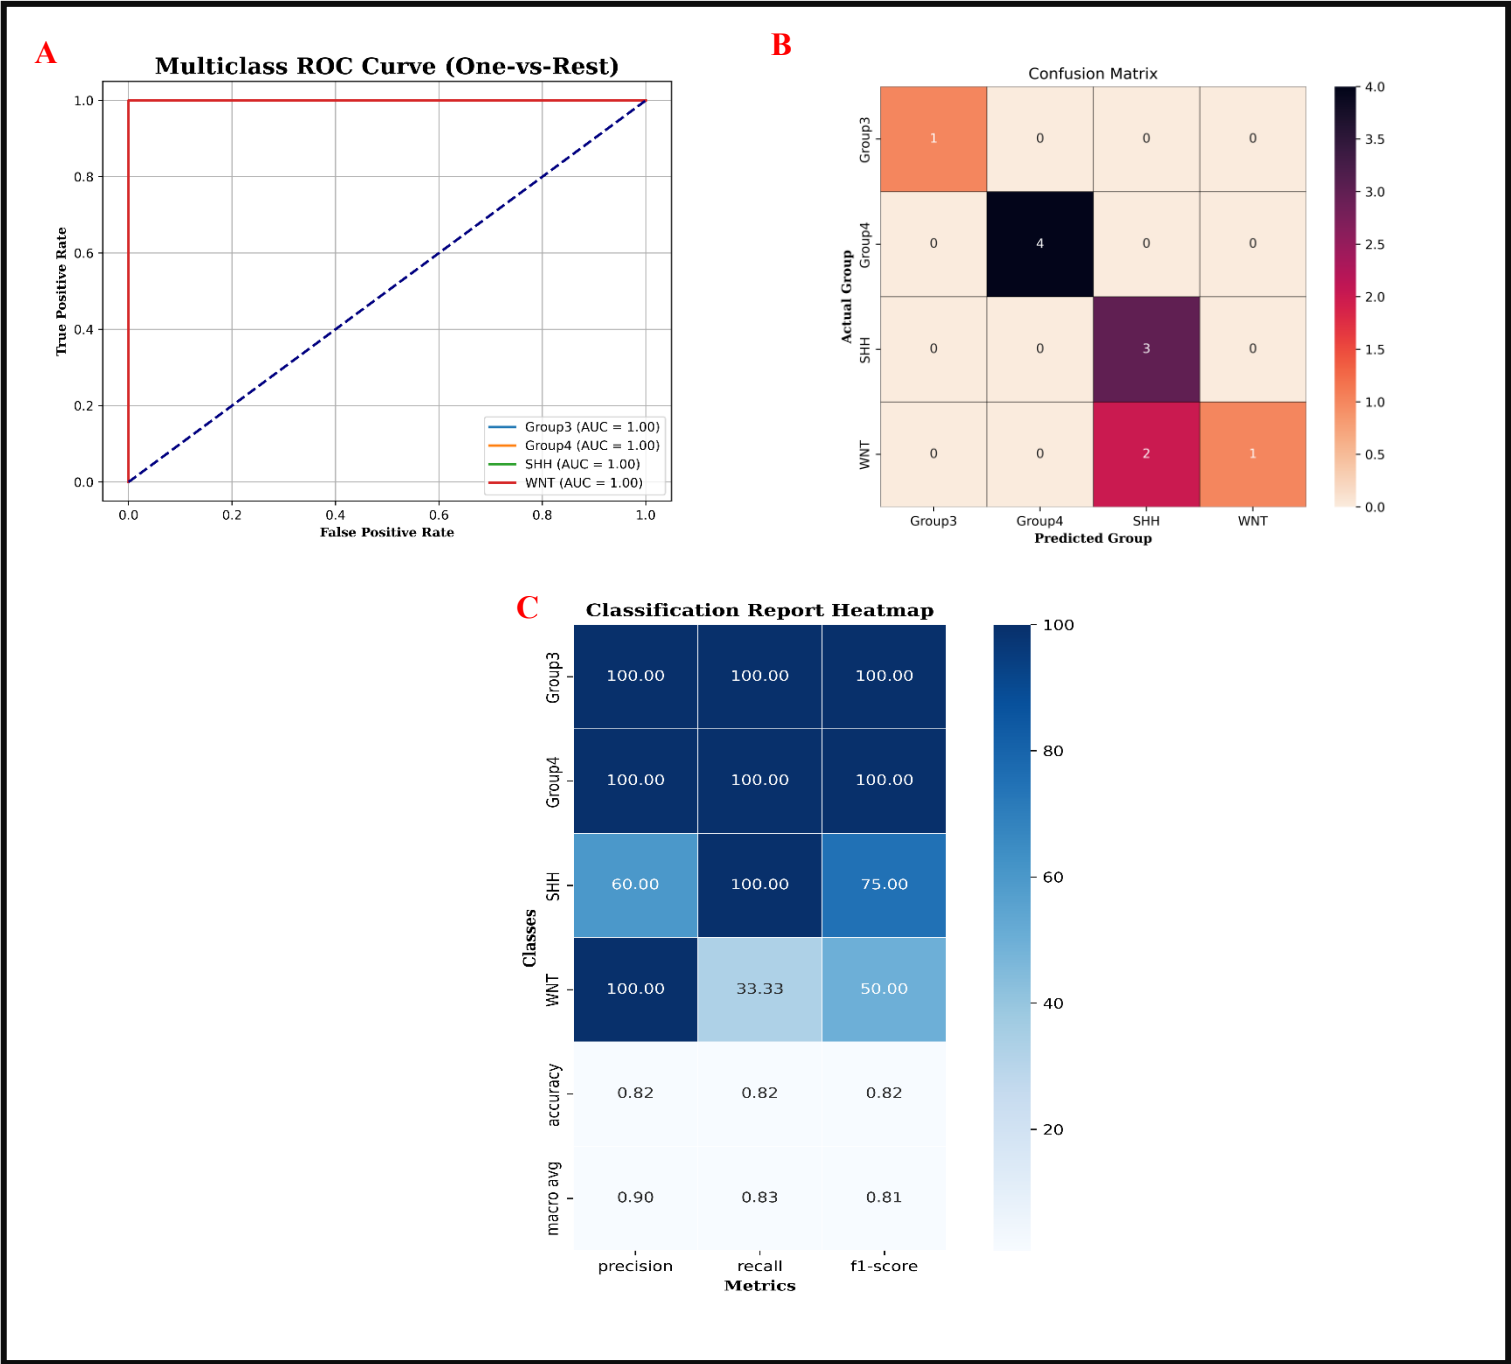 A
Multiclass ROC Curve (One-vs-Rest)
True Positive Rate
1.0
0.8
0.6
0.4
0.2
0.0
0.0 0.2 0.4 0.6 0.8 1.0
False Positive Rate
Group3 (AUC = 1.00)
Group4 (AUC = 1.00)
SHH (AUC = 1.00)
WNT (AUC = 1.00)
B
Confusion Matrix
Actual Group
Group3 1 0 0 0
Group4 0 4 0 0
SHH 0 0 3 0
WNT 0 0 2 1
Group3 Group4 SHH WNT
Predicted Group
4.0
3.5
3.0
2.5
2.0
1.5
1.0
0.5
0.0
C
Classification Report Heatmap
Classes
Group3 100.00 100.00 100.00
Group4 100.00 100.00 100.00
SHH 60.00 100.00 75.00
WNT 100.00 33.33 50.00
accuracy 0.82 0.82 0.82
macro avg 0.90 0.83 0.81
precision recall f1-score
Metrics
100
80
60
40
20